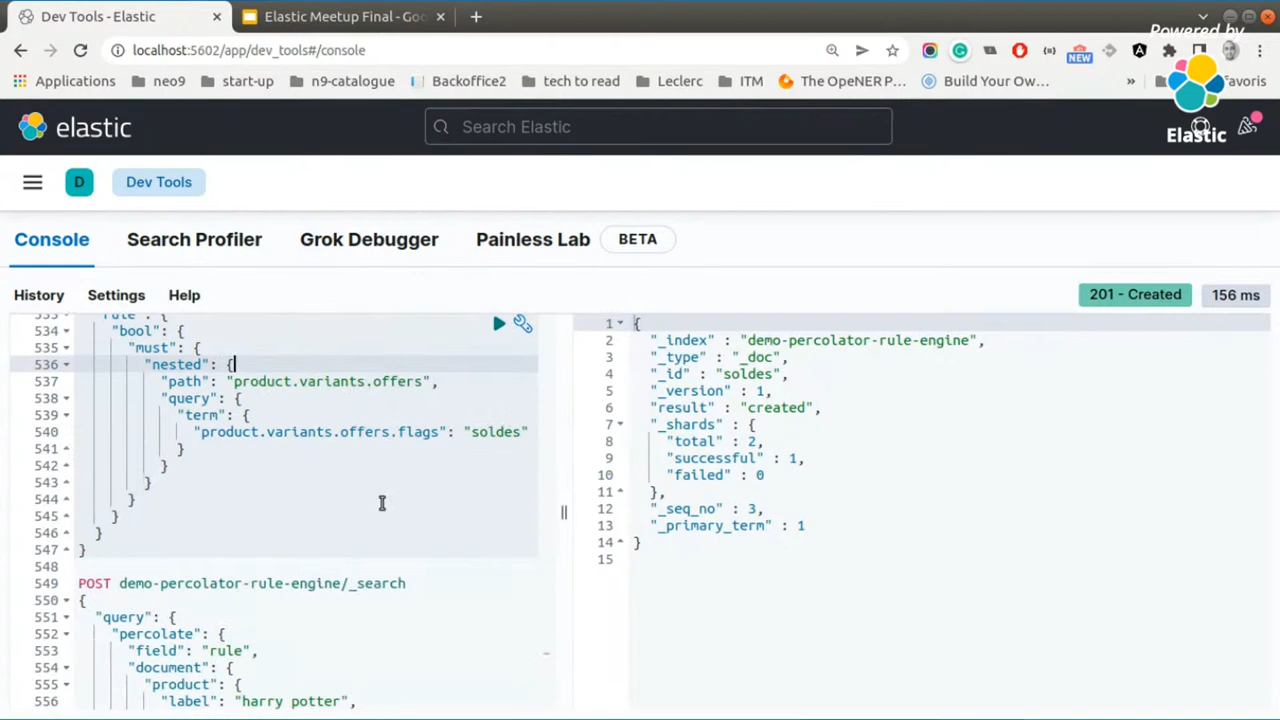 Dev Tools - Elastic
Elastic Meetup Final - Goo
Powered by
localhost:5602/app/dev_tools#/console
NEW
Applications
neo9
start-up
n9-catalogue
Backoffice2
tech to read
Leclerc
ITM
The OpeNER P...
Build Your Ow...
»
Favoris
elastic
Search Elastic
Elastic
D
Dev Tools
Console
Search Profiler
Grok Debugger
Painless Lab
BETA
History
Settings
Help
201 - Created
156 ms
533 "rule": {
534 "bool": {
535 "must": {
536 "nested": {
537 "path": "product.variants.offers",
538 "query": {
539 "term": {
540 "product.variants.offers.flags": "soldes"
541 }
542 }
543 }
544 }
545 }
546 }
547 }
548
549 POST demo-percolator-rule-engine/_search
550 {
551 "query": {
552 "percolate": {
553 "field": "rule",
554 "document": {
555 "product": {
556 "label": "harry potter",
1 {
2 "_index" : "demo-percolator-rule-engine",
3 "_type" : "_doc",
4 "_id" : "soldes",
5 "_version" : 1,
6 "result" : "created",
7 "_shards" : {
8 "total" : 2,
9 "successful" : 1,
10 "failed" : 0
11 },
12 "_seq_no" : 3,
13 "_primary_term" : 1
14 }
15